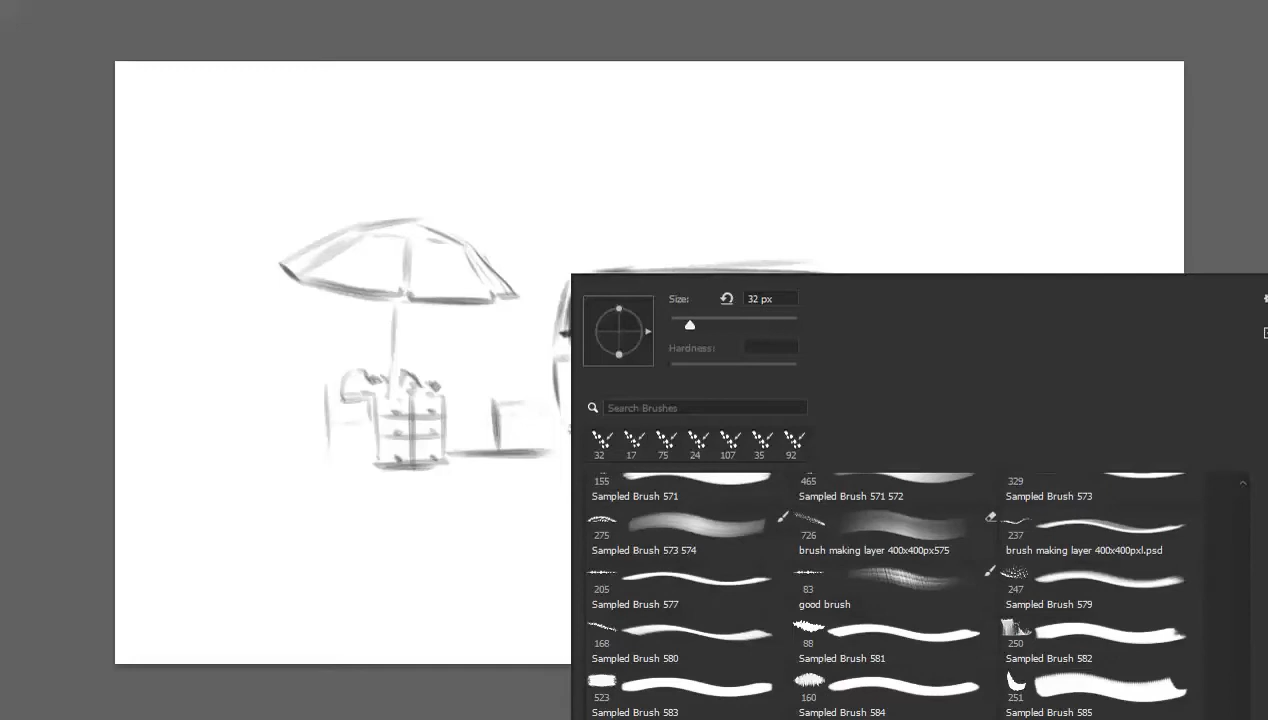 Size: 32 px
Hardness:
Search Brushes
32 17 75 24 107 35 92
155 465 329
Sampled Brush 571 Sampled Brush 571 572 Sampled Brush 573
275 726 237
Sampled Brush 573 574 brush making layer 400x400px575 brush making layer 400x400pxl.psd
205 83 247
Sampled Brush 577 good brush Sampled Brush 579
168 88 250
Sampled Brush 580 Sampled Brush 581 Sampled Brush 582
523 160 251
Sampled Brush 583 Sampled Brush 584 Sampled Brush 585